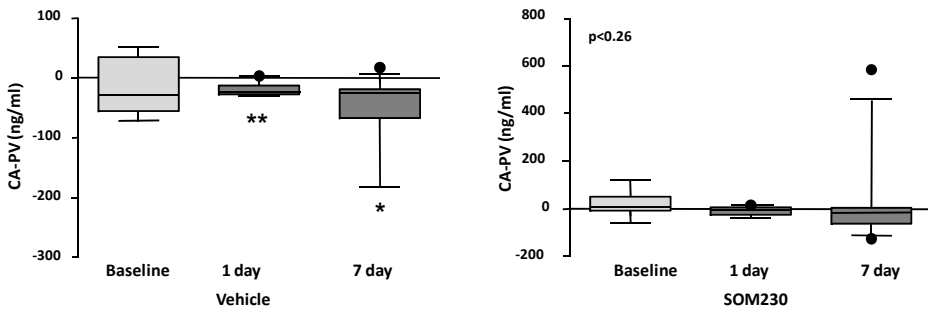 100
0
-100
-200
-300
CA-PV (ng/ml)
**
*
Baseline 1 day 7 day
Vehicle
800
600
400
200
0
-200
CA-PV (ng/ml)
p<0.26
Baseline 1 day 7 day
SOM230